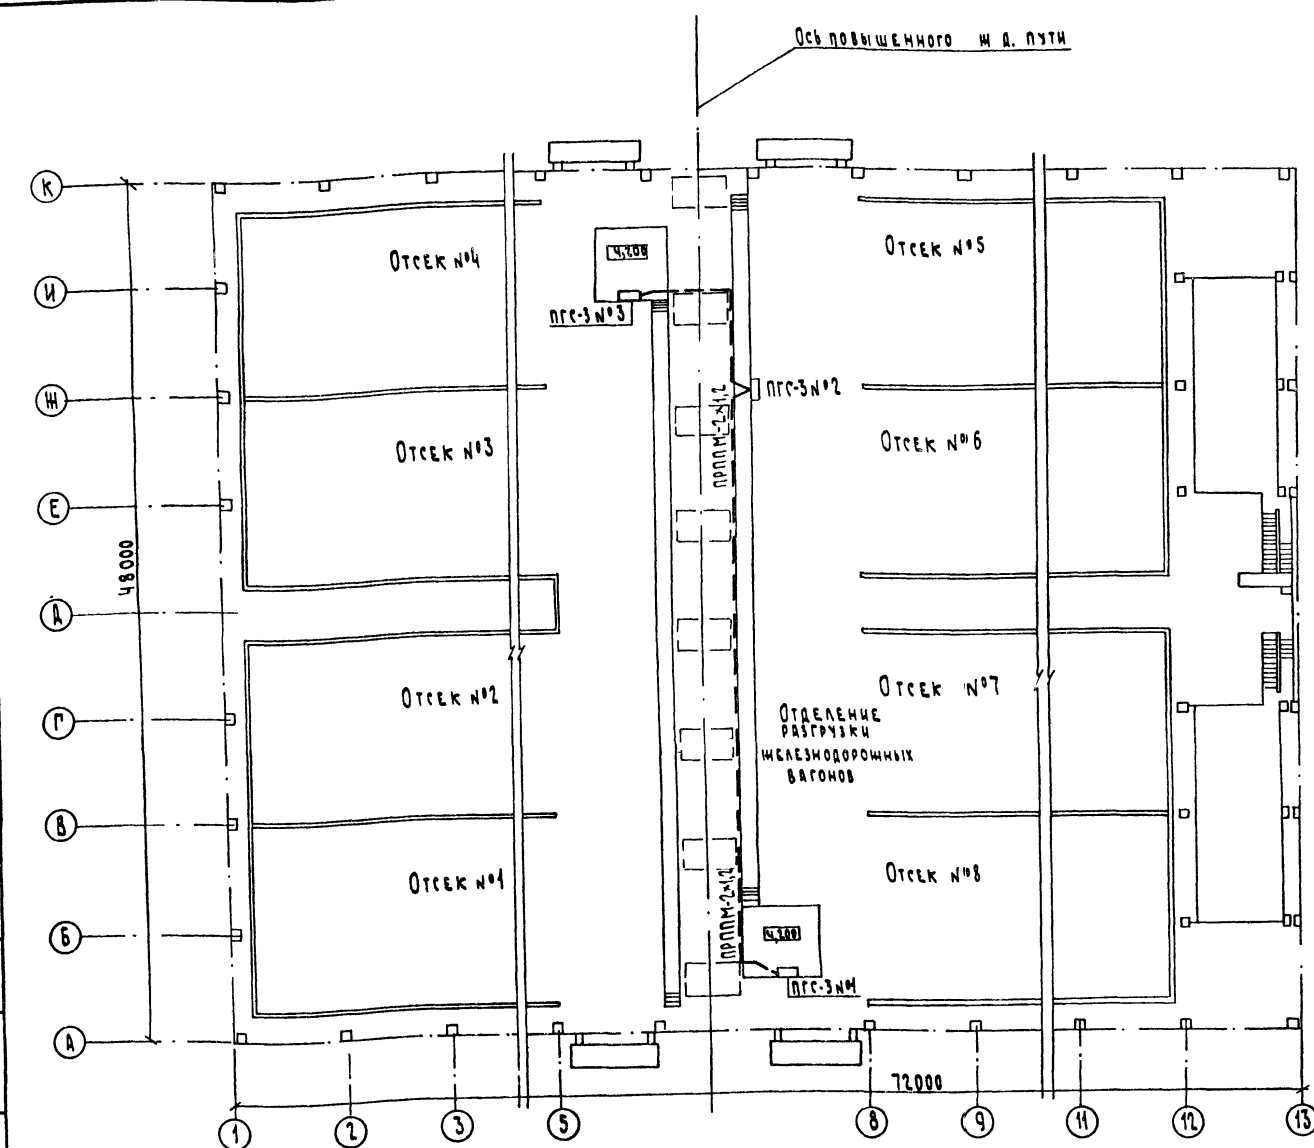 Ось повышенного ж д. пути
К
И
Ж
Е
Д
Г
В
Б
А
48000
Отсек №4
Отсек №3
Отсек №2
Отсек №1
4,200
ПГС-3 №3
ПРППМ-2×1,2
ПГС-3 №2
Отсек №5
Отсек №6
Отсек №7
Отделение
разгрузки
железнодорожных
вагонов
Отсек №8
ПРППМ-2×1,2
4,200
ПГС-3 №1
72000
1
2
3
5
8
9
11
12
13